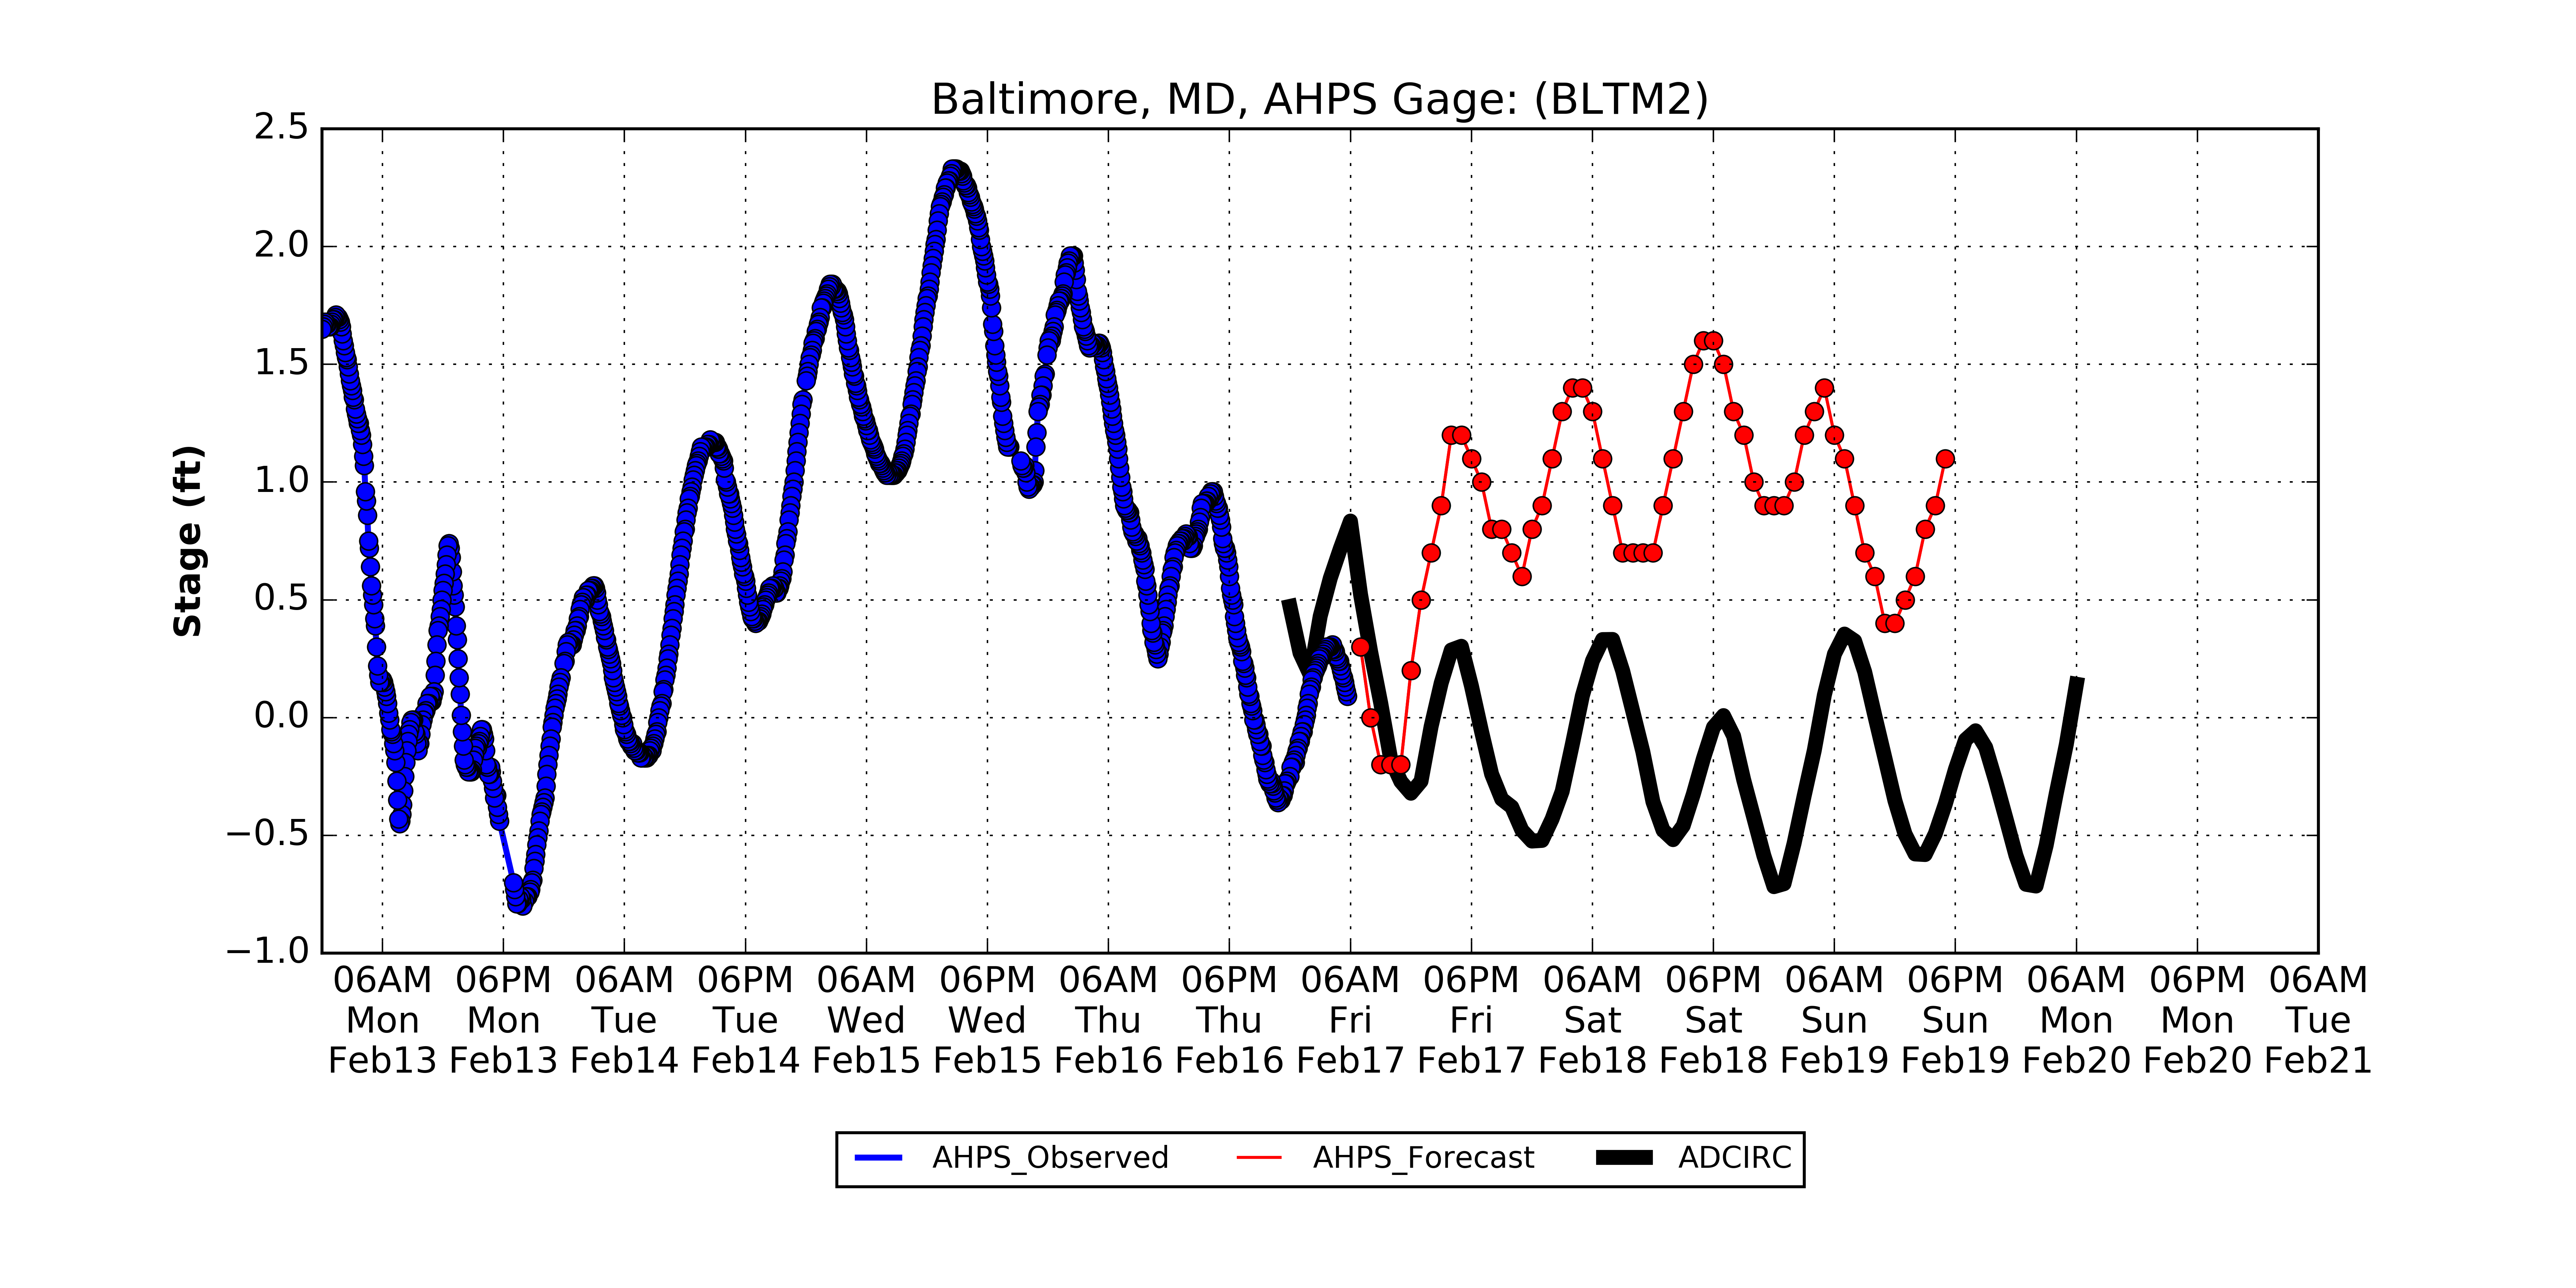 Baltimore, MD, AHPS Gage: (BLTM2)
2.5
2.0
1.5
1.0
0.5
0.0
−0.5
−1.0
Stage (ft)
06AM 06PM 06AM 06PM 06AM 06PM 06AM 06PM 06AM 06PM 06AM 06PM 06AM 06PM 06AM 06PM 06AM
Mon Mon Tue Tue Wed Wed Thu Thu Fri Fri Sat Sat Sun Sun Mon Mon Tue
Feb13 Feb13 Feb14 Feb14 Feb15 Feb15 Feb16 Feb16 Feb17 Feb17 Feb18 Feb18 Feb19 Feb19 Feb20 Feb20 Feb21
AHPS_Observed AHPS_Forecast ADCIRC